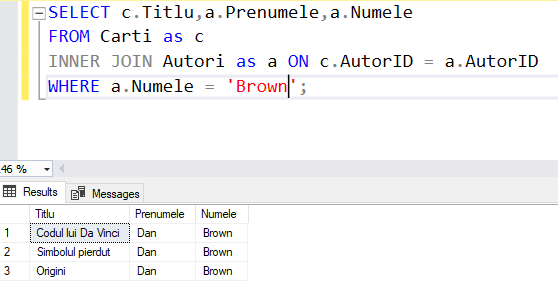 SELECT c.Titlu,a.Prenumele,a.Numele
FROM Carti as c
INNER JOIN Autori as a ON c.AutorID = a.AutorID
WHERE a.Numele = 'Brown';
46 %
Results Messages
Titlu Prenumele Numele
1 Codul lui Da Vinci Dan Brown
2 Simbolul pierdut Dan Brown
3 Origini Dan Brown